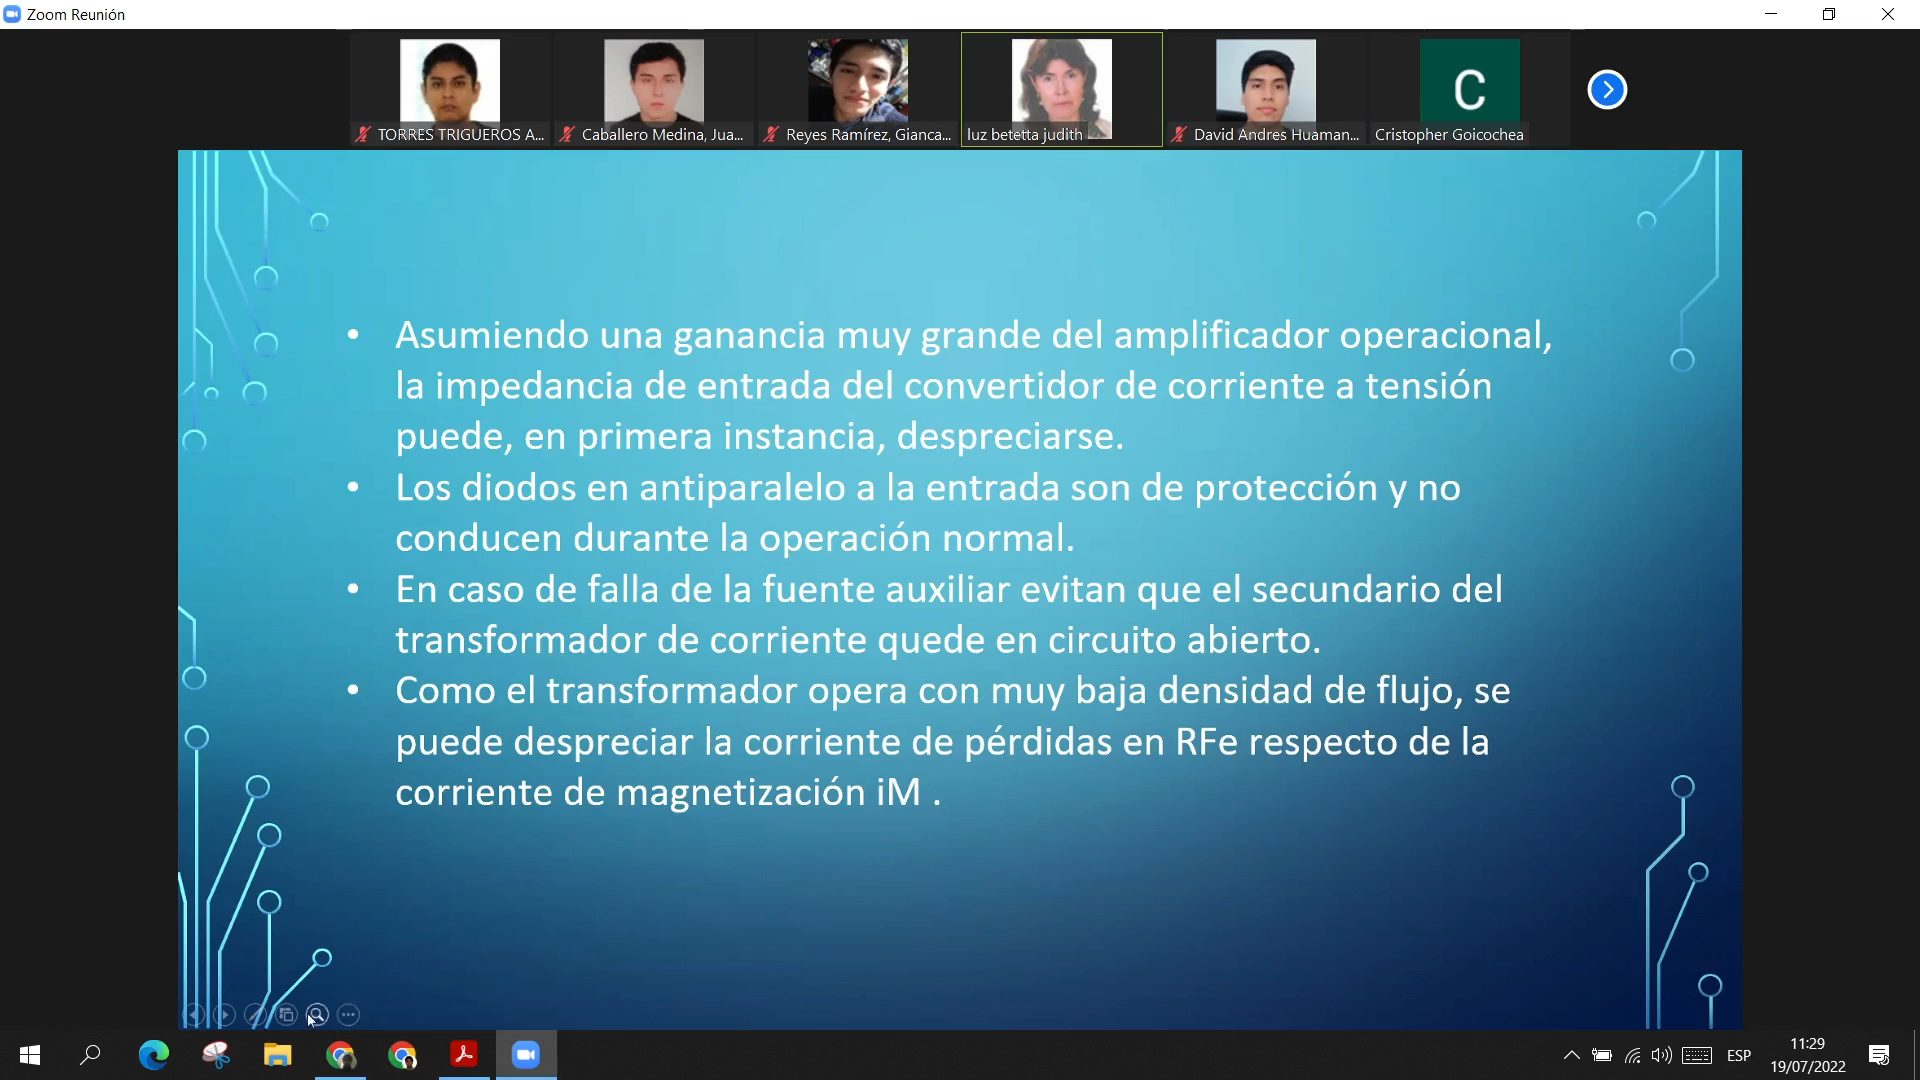 Zoom Reunión
TORRES TRIGUEROS A...
Caballero Medina, Jua...
Reyes Ramírez, Gianca...
luz betetta judith
David Andres Huaman...
C
Cristopher Goicochea
• Asumiendo una ganancia muy grande del amplificador operacional,
la impedancia de entrada del convertidor de corriente a tensión
puede, en primera instancia, despreciarse.
• Los diodos en antiparalelo a la entrada son de protección y no
conducen durante la operación normal.
• En caso de falla de la fuente auxiliar evitan que el secundario del
transformador de corriente quede en circuito abierto.
• Como el transformador opera con muy baja densidad de flujo, se
puede despreciar la corriente de pérdidas en RFe respecto de la
corriente de magnetización iM .
ESP
11:29
19/07/2022